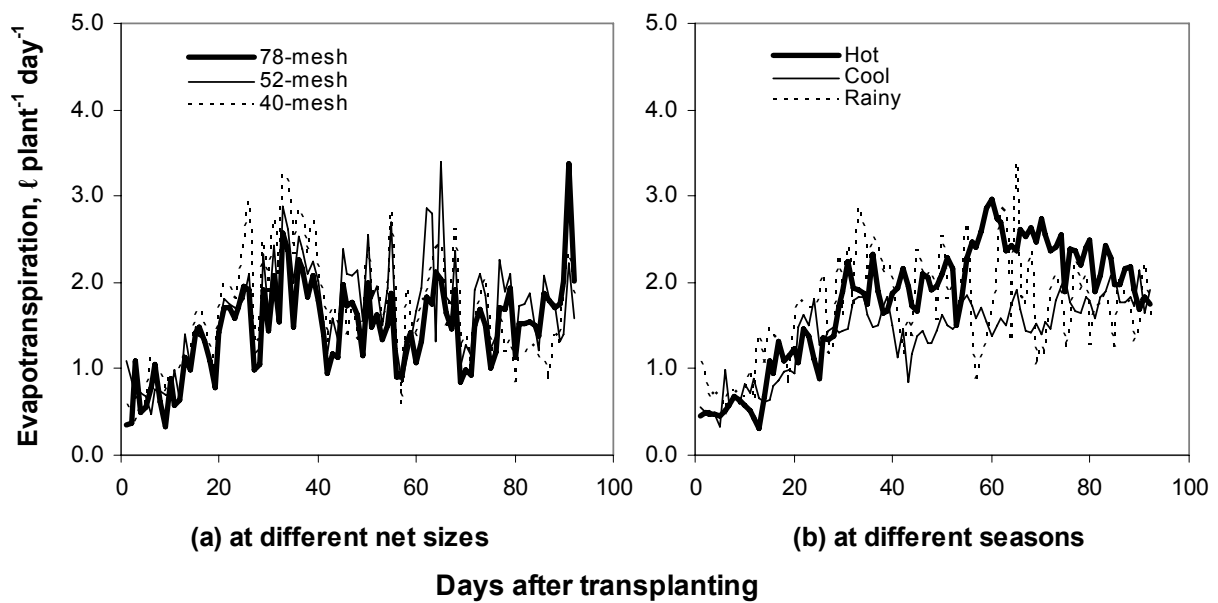 Evapotranspiration, ℓ plant⁻¹ day⁻¹
5.0
4.0
3.0
2.0
1.0
0.0
78-mesh
52-mesh
40-mesh
0 20 40 60 80 100
(a) at different net sizes
5.0
4.0
3.0
2.0
1.0
0.0
Hot
Cool
Rainy
0 20 40 60 80 100
(b) at different seasons
Days after transplanting